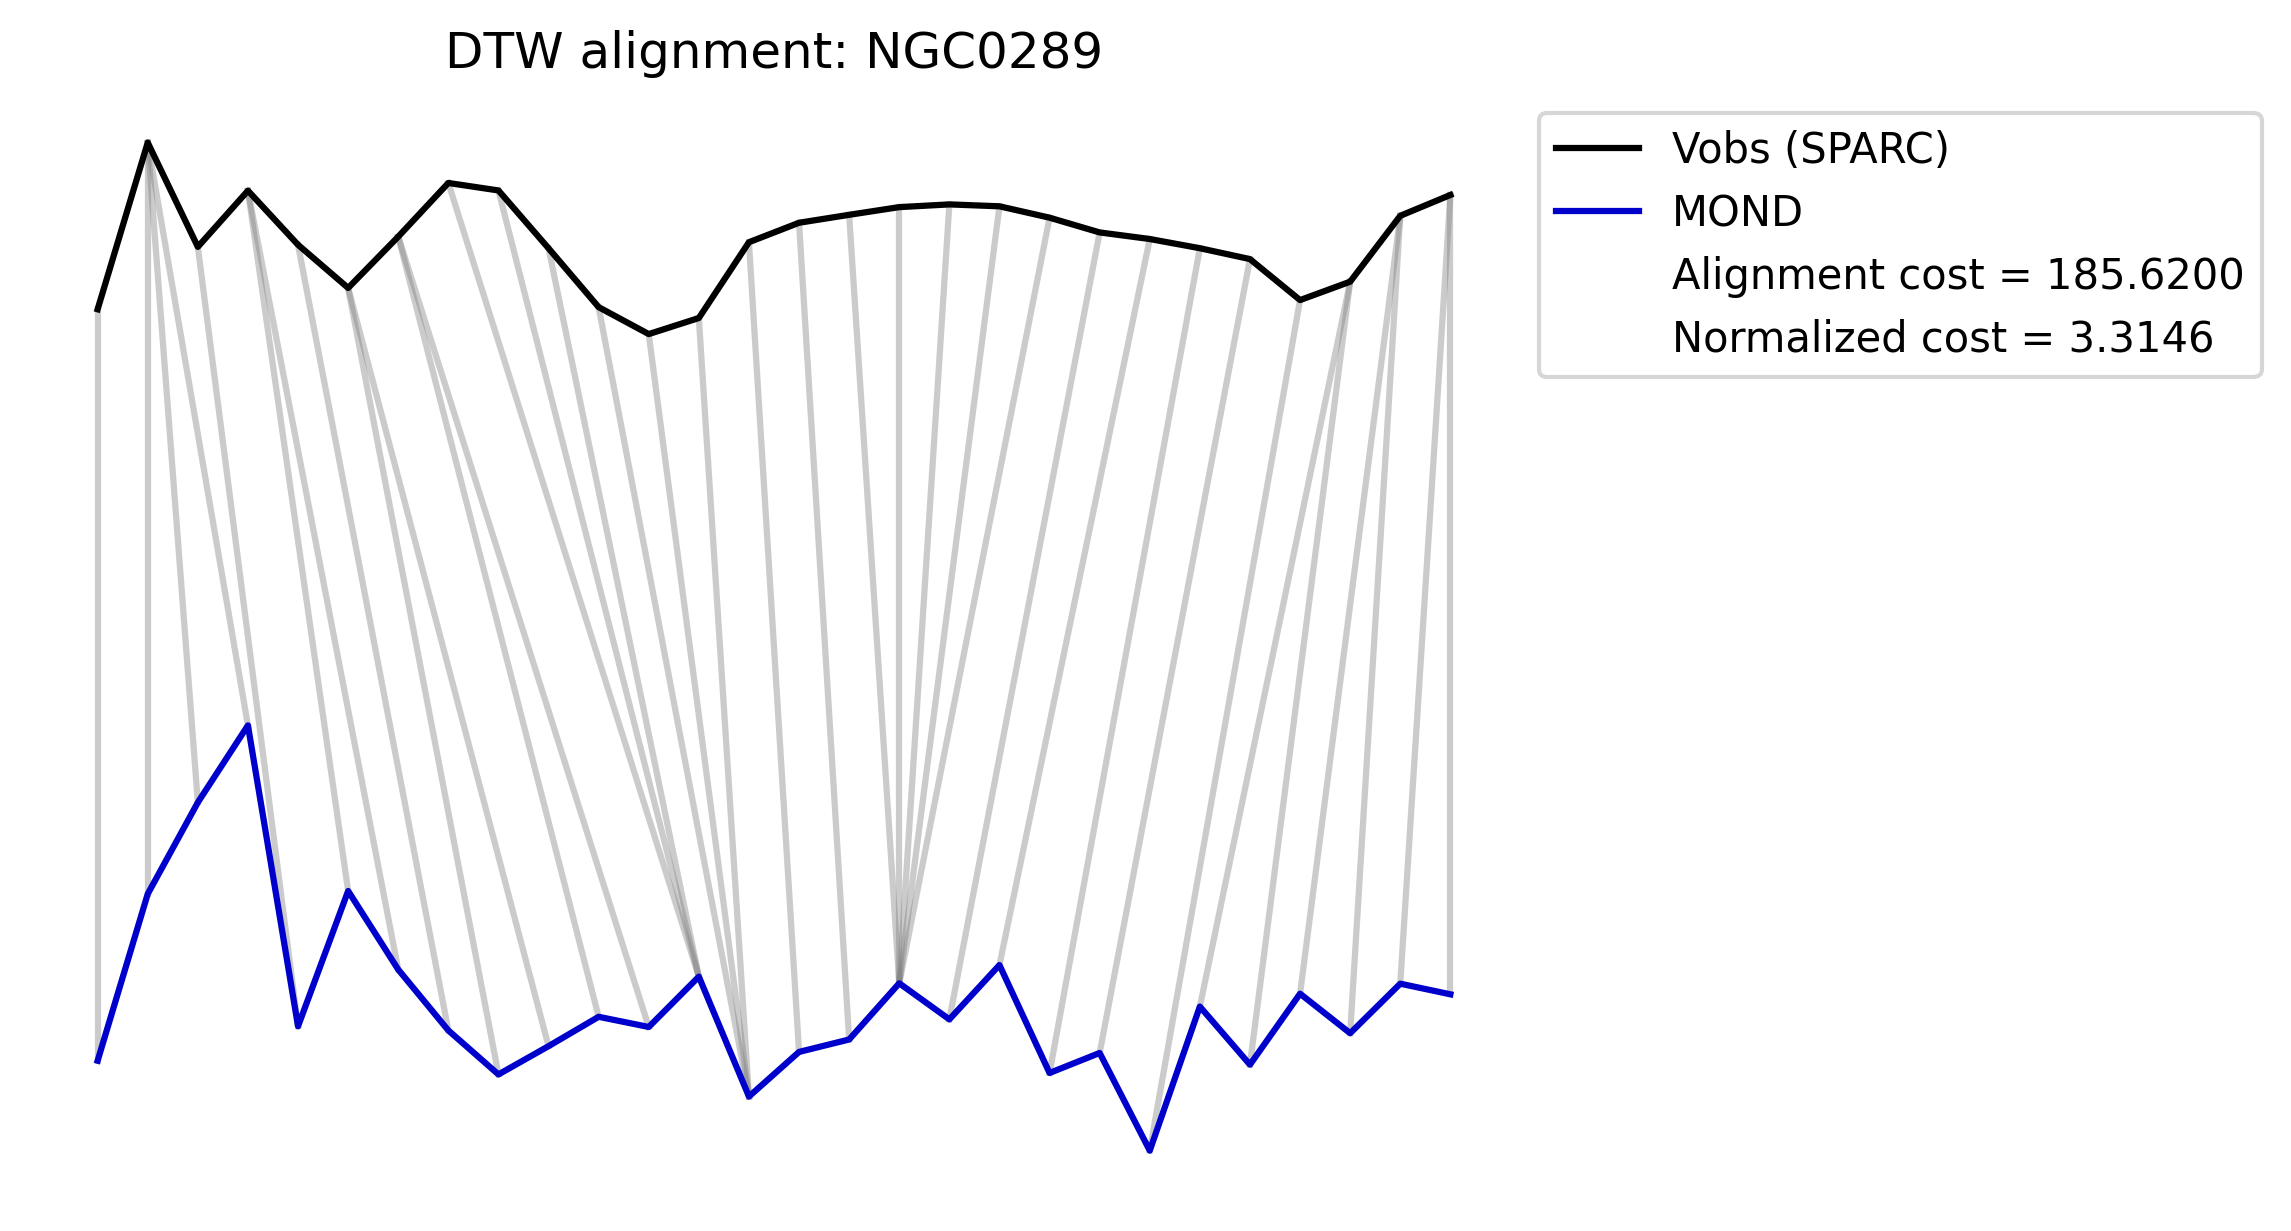 DTW alignment: NGC0289
Vobs (SPARC)
MOND
Alignment cost = 185.6200
Normalized cost = 3.3146